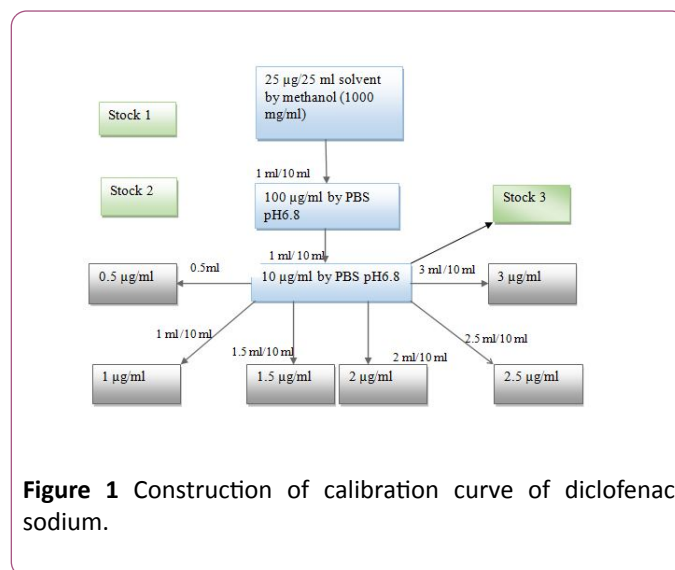 25 µg/25 ml solvent
by methanol (1000
mg/ml)
Stock 1
1 ml/10 ml
Stock 2
100 µg/ml by PBS
pH6.8
Stock 3
1 ml/ 10 ml
0.5 µg/ml
0.5ml
10 µg/ml by PBS pH6.8
3 ml/10 ml
3 µg/ml
1 ml/10 ml
1.5 ml/10 ml
2 ml/10 ml
2.5 ml/10 ml
1 µg/ml
1.5 µg/ml
2 µg/ml
2.5 µg/ml
Figure 1 Construction of calibration curve of diclofenac
sodium.